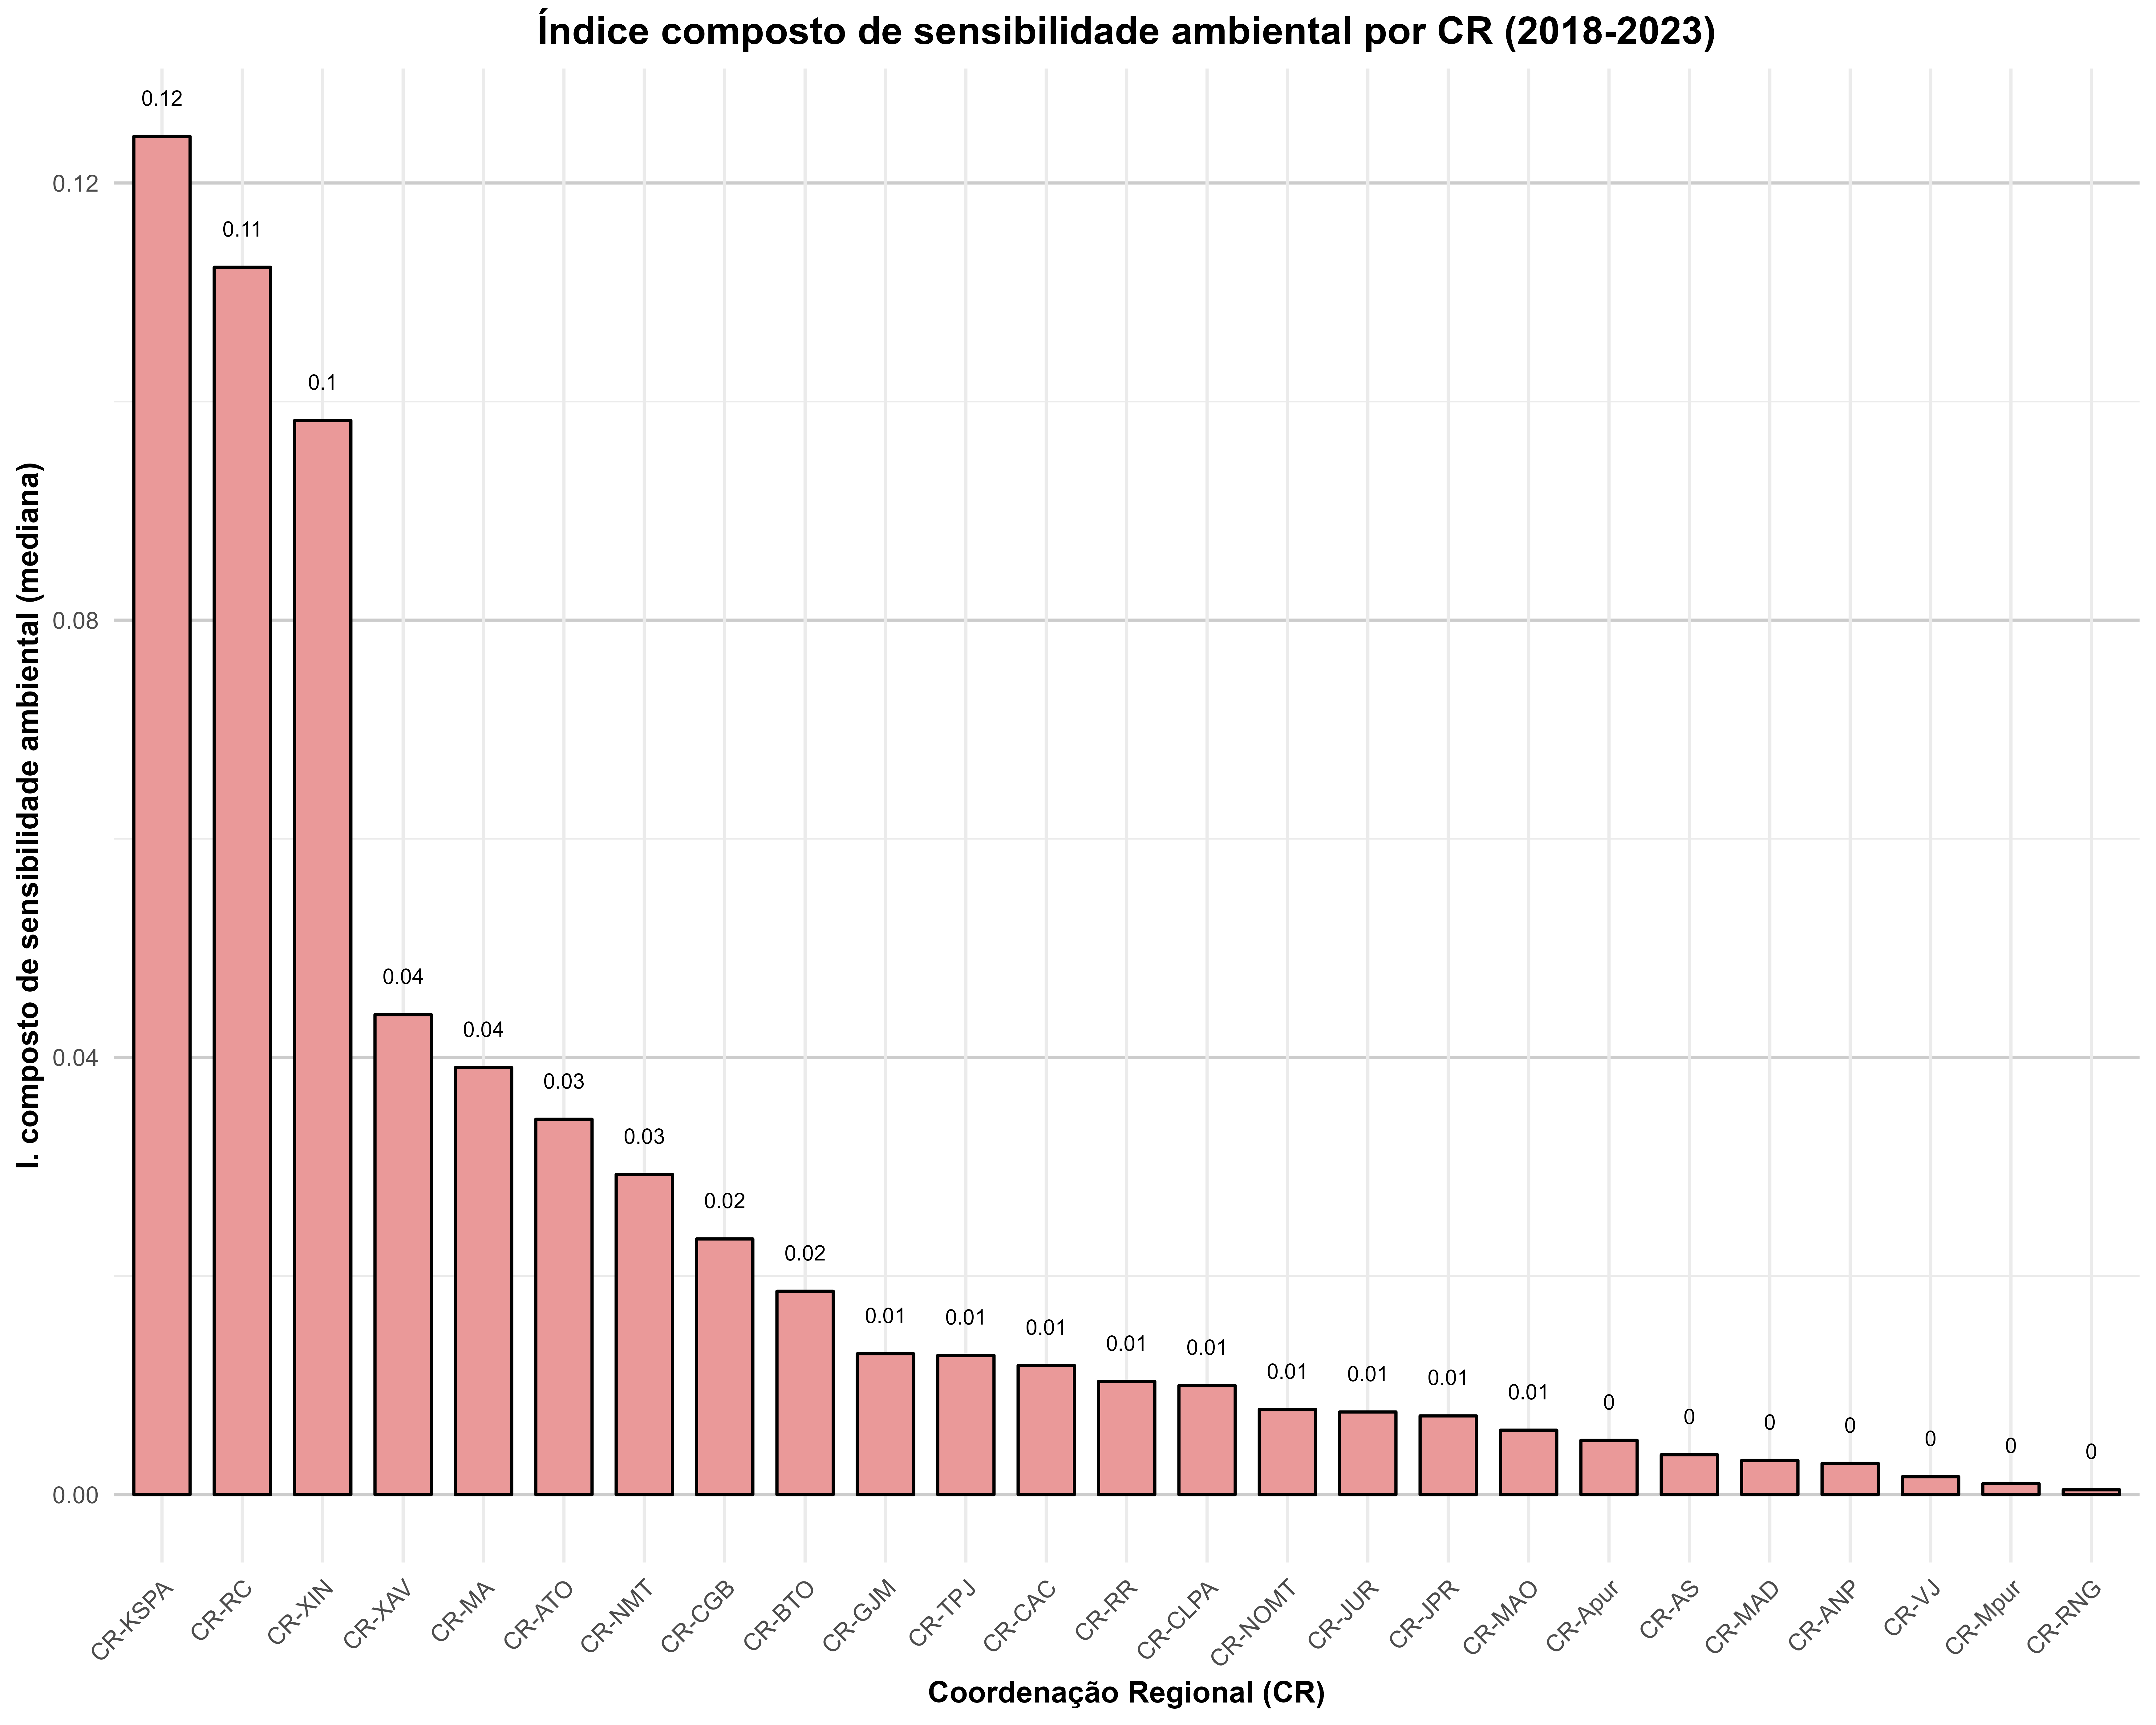 Índice composto de sensibilidade ambiental por CR (2018-2023)
I. composto de sensibilidade ambiental (mediana)
0.12
0.08
0.04
0.00
0.12
0.11
0.1
0.04
0.04
0.03
0.03
0.02
0.02
0.01
0.01
0.01
0.01
0.01
0.01
0.01
0.01
0.01
0
0
0
0
0
0
0
CR-KSPA
CR-RC
CR-XIN
CR-XAV
CR-MA
CR-ATO
CR-NMT
CR-CGB
CR-BTO
CR-GJM
CR-TPJ
CR-CAC
CR-RR
CR-CLPA
CR-NOMT
CR-JUR
CR-JPR
CR-MAO
CR-Apur
CR-AS
CR-MAD
CR-ANP
CR-VJ
CR-Mpur
CR-RNG
Coordenação Regional (CR)